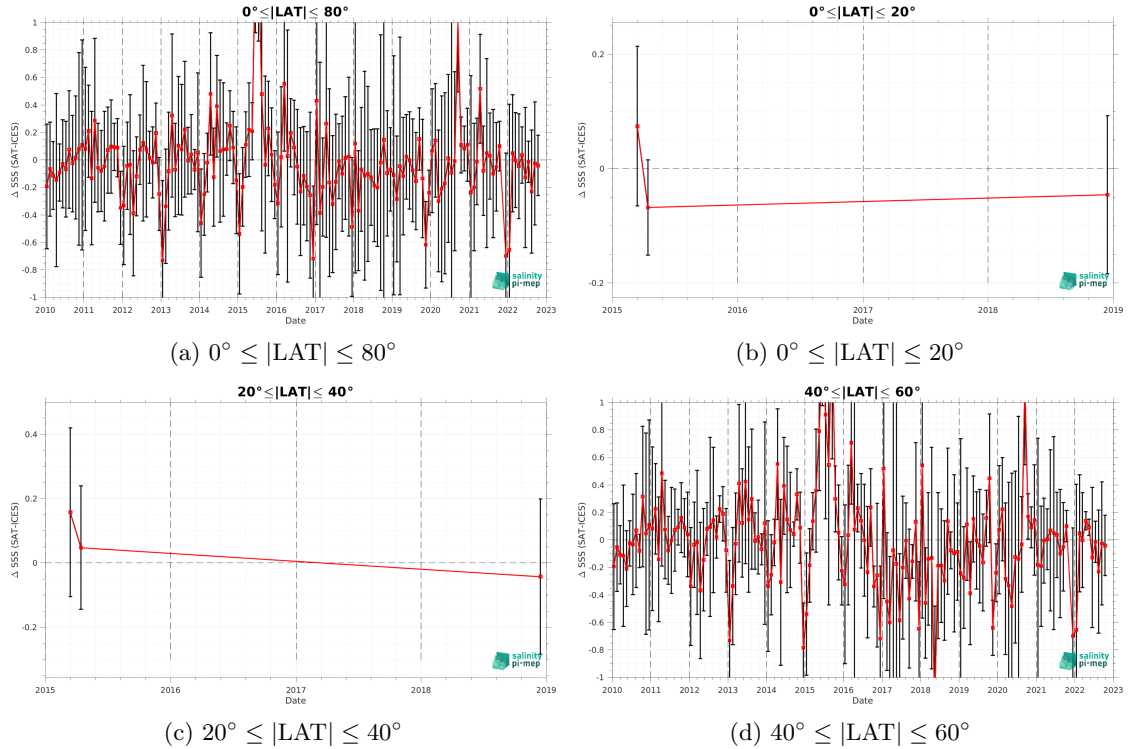 0°≤|LAT|≤ 80°
Δ SSS (SAT-ICES)
1
0.8
0.6
0.4
0.2
0
-0.2
-0.4
-0.6
-0.8
-1
2010 2011 2012 2013 2014 2015 2016 2017 2018 2019 2020 2021 2022 2023
Date
salinity
pi-mep
(a) 0° ≤ |LAT| ≤ 80°
0°≤|LAT|≤ 20°
Δ SSS (SAT-ICES)
0.2
0
-0.2
2015 2016 2017 2018 2019
Date
salinity
pi-mep
(b) 0° ≤ |LAT| ≤ 20°
20°≤|LAT|≤ 40°
Δ SSS (SAT-ICES)
0.4
0.2
0
-0.2
2015 2016 2017 2018 2019
Date
salinity
pi-mep
(c) 20° ≤ |LAT| ≤ 40°
40°≤|LAT|≤ 60°
Δ SSS (SAT-ICES)
1
0.8
0.6
0.4
0.2
0
-0.2
-0.4
-0.6
-0.8
-1
2010 2011 2012 2013 2014 2015 2016 2017 2018 2019 2020 2021 2022 2023
Date
salinity
pi-mep
(d) 40° ≤ |LAT| ≤ 60°